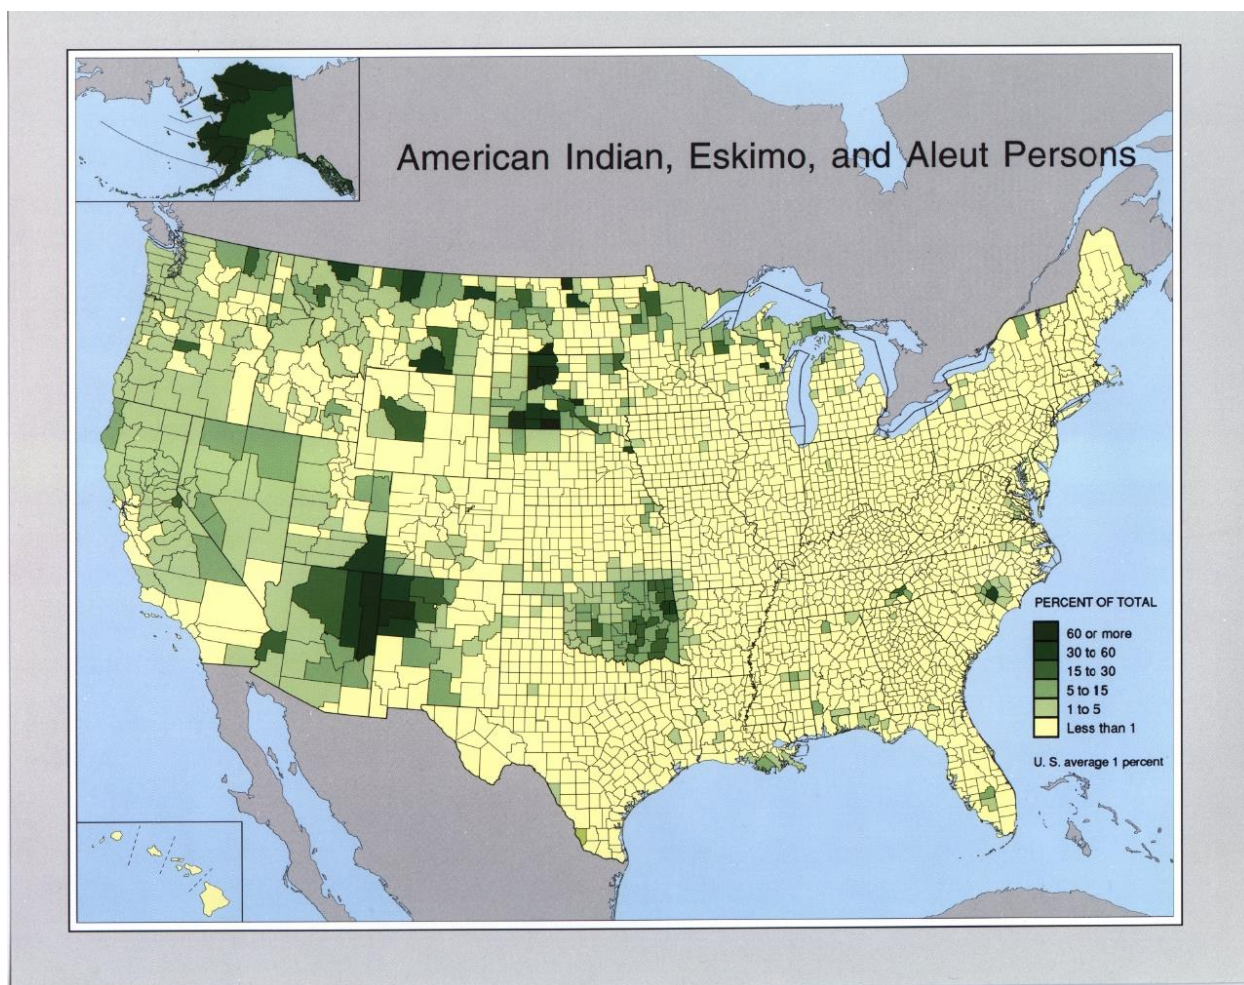 American Indian, Eskimo, and Aleut Persons
PERCENT OF TOTAL
60 or more
30 to 60
15 to 30
5 to 15
1 to 5
Less than 1
U. S. average 1 percent